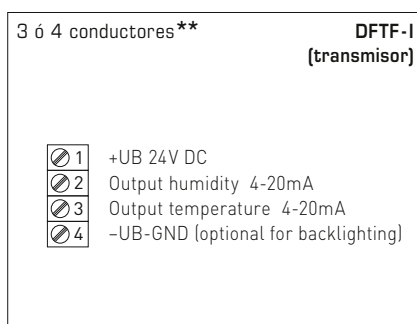 3 ó 4 conductores** DFTF-I
(transmisor)
1 +UB 24V DC
2 Output humidity 4-20mA
3 Output temperature 4-20mA
4 –UB-GND (optional for backlighting)